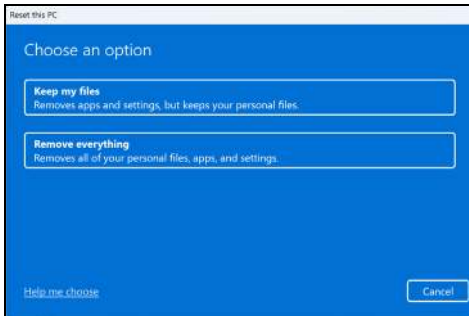 Reset this PC
Choose an option
Keep my files
Removes apps and settings, but keeps your personal files.
Remove everything
Removes all of your personal files, apps, and settings.
Help me choose
Cancel